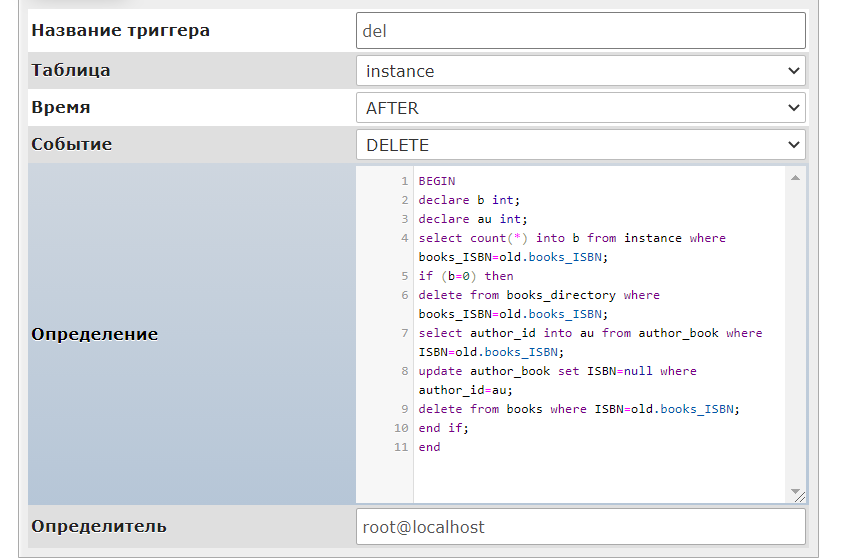 Название триггера
del
Таблица
instance
Время
AFTER
Событие
DELETE
Определение
1 BEGIN
2 declare b int;
3 declare au int;
4 select count(*) into b from instance where
books_ISBN=old.books_ISBN;
5 if (b=0) then
6 delete from books_directory where
books_ISBN=old.books_ISBN;
7 select author_id into au from author_book where
ISBN=old.books_ISBN;
8 update author_book set ISBN=null where
author_id=au;
9 delete from books where ISBN=old.books_ISBN;
10 end if;
11 end
Определитель
root@localhost